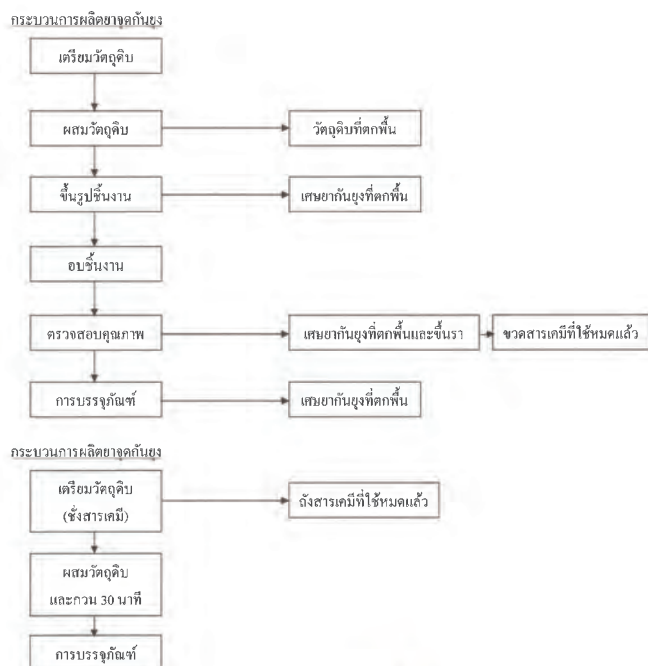 กระบวนการผลิตยาจุดกันยุง
เตรียมวัตถุดิบ
ผสมวัตถุดิบ
วัตถุดิบที่ตกพื้น
ขึ้นรูปชิ้นงาน
เศษยากันยุงที่ตกพื้น
อบชิ้นงาน
ตรวจสอบคุณภาพ
เศษยากันยุงที่ตกพื้นและขึ้นรา
ขวดสารเคมีที่ใช้หมดแล้ว
การบรรจุภัณฑ์
เศษยากันยุงที่ตกพื้น
กระบวนการผลิตยาจุดกันยุง
เตรียมวัตถุดิบ
(ชั่งสารเคมี)
ถังสารเคมีที่ใช้หมดแล้ว
ผสมวัตถุดิบ
และกวน 30 นาที
การบรรจุภัณฑ์